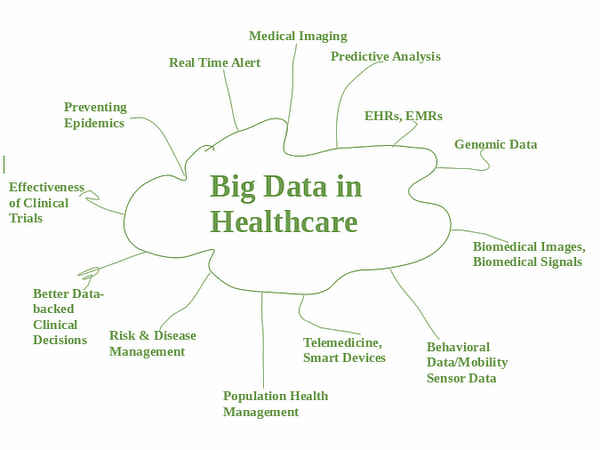 Medical Imaging
Real Time Alert
Predictive Analysis
Preventing
Epidemics
EHRs, EMRs
Genomic Data
Big Data in
Healthcare
Effectiveness
of Clinical
Trials
Biomedical Images,
Biomedical Signals
Better Data-
backed
Clinical
Decisions
Risk & Disease
Management
Telemedicine,
Smart Devices
Behavioral
Data/Mobility
Sensor Data
Population Health
Management